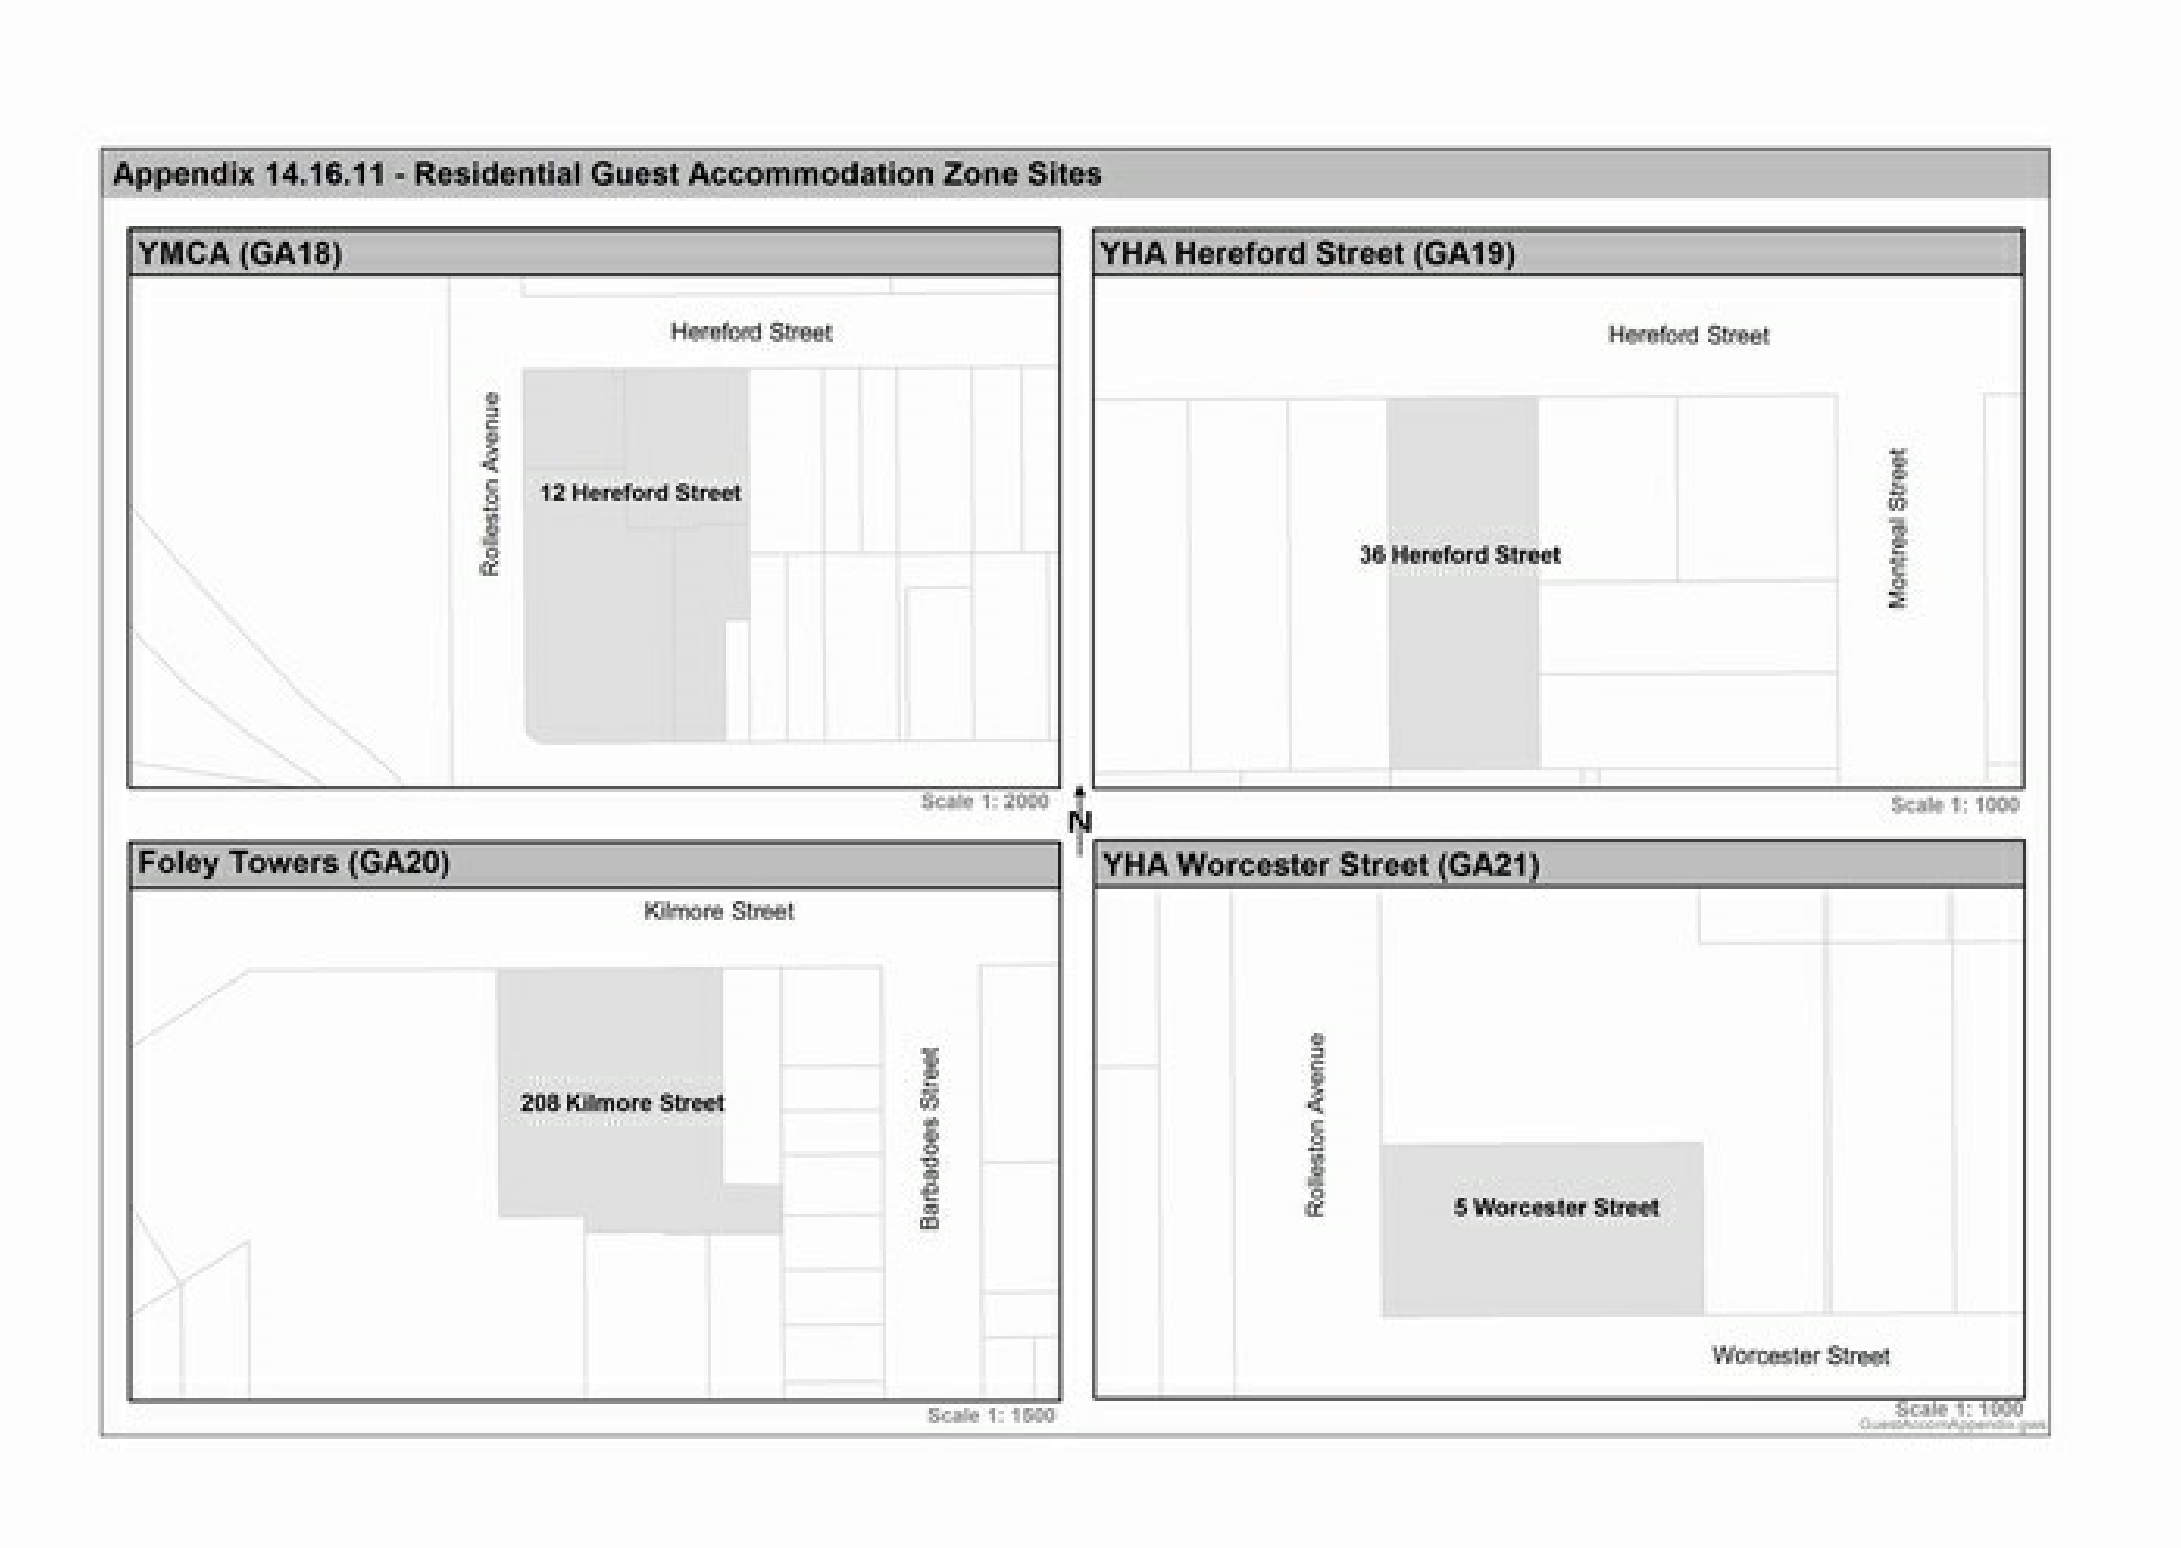 Appendix 14.16.11 - Residential Guest Accommodation Zone Sites
YMCA (GA18)
Hereford Street
Rolleston Avenue
12 Hereford Street
Scale 1: 2000
YHA Hereford Street (GA19)
Hereford Street
Montreal Street
36 Hereford Street
Scale 1: 1000
N
Foley Towers (GA20)
Kilmore Street
208 Kilmore Street
Barbadoes Street
Scale 1: 1500
YHA Worcester Street (GA21)
Rolleston Avenue
5 Worcester Street
Worcester Street
Scale 1: 1000